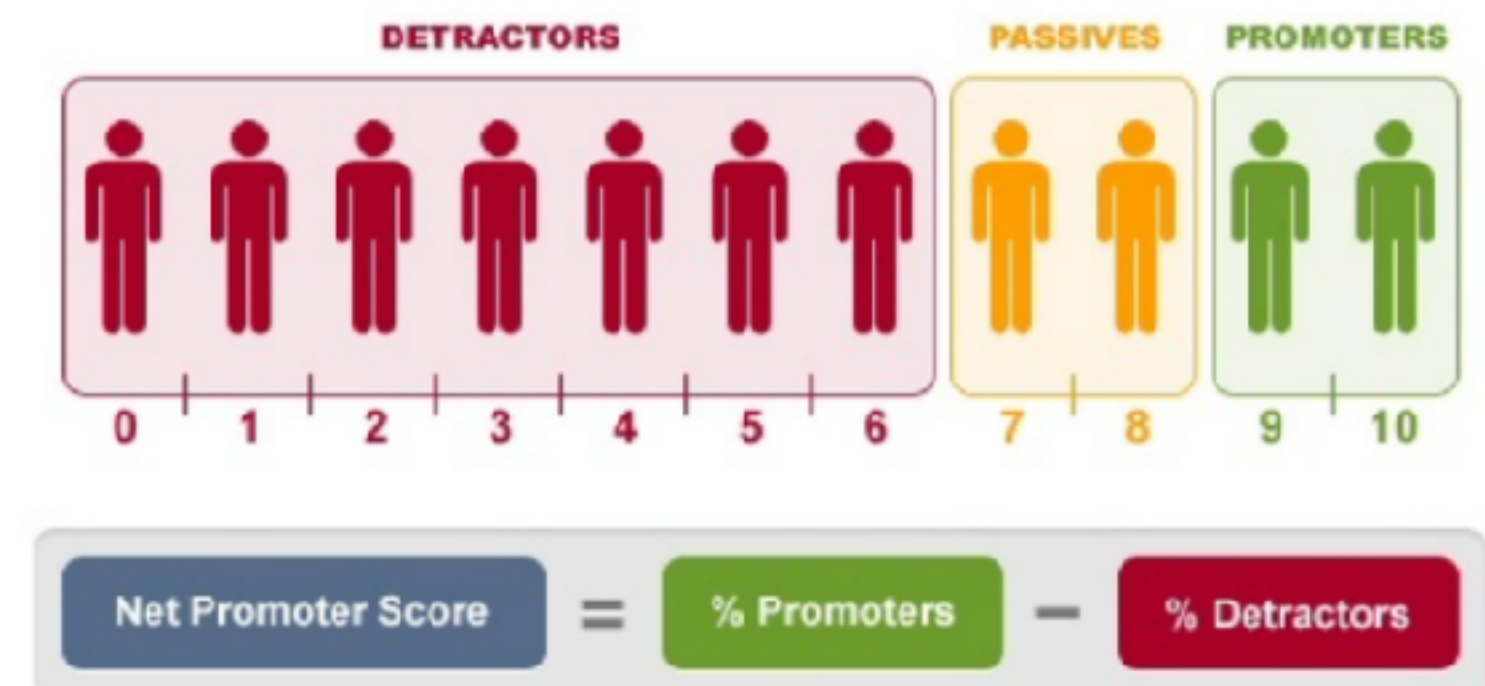 DETRACTORS PASSIVES PROMOTERS
0 1 2 3 4 5 6 7 8 9 10
Net Promoter Score = % Promoters − % Detractors